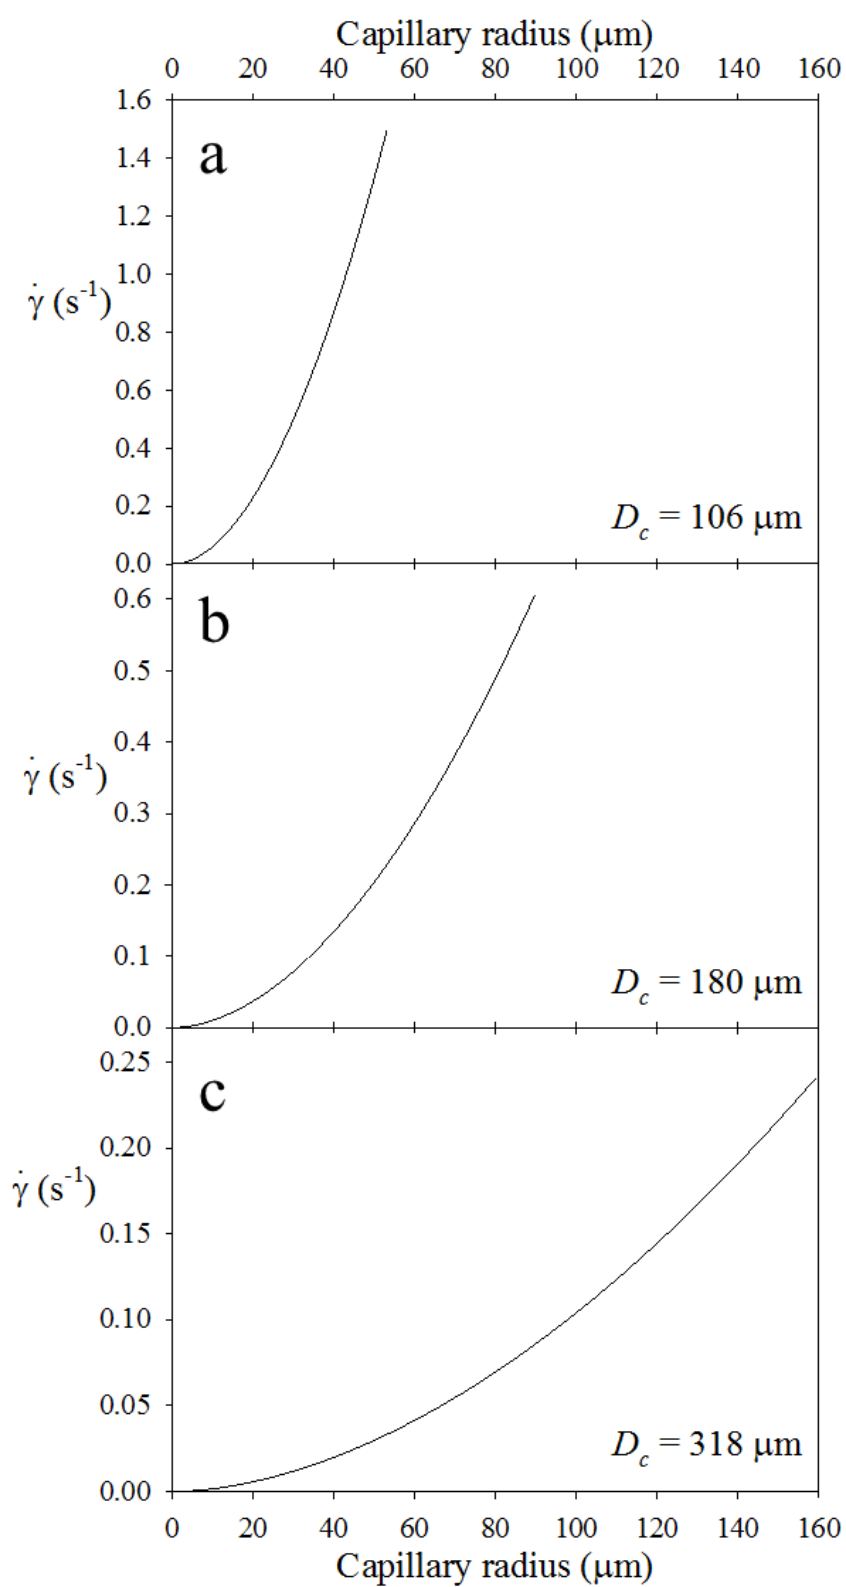 Capillary radius (μm)
0 20 40 60 80 100 120 140 160
1.6
a
1.4
1.2
1.0
γ̇ (s⁻¹)
0.8
0.6
0.4
0.2
D_c = 106 μm
0.0
0.6
b
0.5
0.4
γ̇ (s⁻¹)
0.3
0.2
0.1
D_c = 180 μm
0.0
0.25
c
0.20
γ̇ (s⁻¹)
0.15
0.10
0.05
D_c = 318 μm
0.00
0 20 40 60 80 100 120 140 160
Capillary radius (μm)